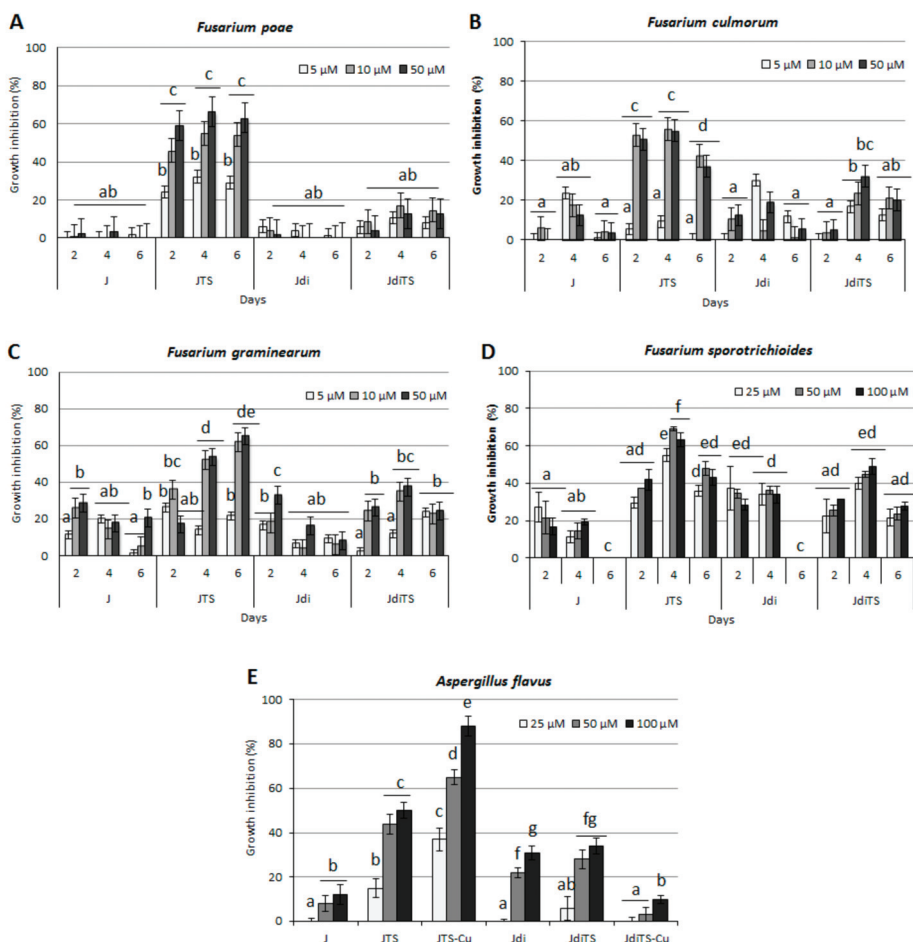 A
Fusarium poae
100
80
60
40
20
0
Growth inhibition (%)
5 µM 10 µM 50 µM
ab
b c b c b c
ab
ab
2 4 6 2 4 6 2 4 6 2 4 6
J JTS Jdi JdiTS
Days
B
Fusarium culmorum
100
80
60
40
20
0
Growth inhibition (%)
5 µM 10 µM 50 µM
a ab a
a c a c a d
a a
a b bc ab
2 4 6 2 4 6 2 4 6 2 4 6
J JTS Jdi JdiTS
Days
C
Fusarium graminearum
100
80
60
40
20
0
Growth inhibition (%)
5 µM 10 µM 50 µM
a b ab a b
b bc ab d b de
b c ab
a b a bc b
2 4 6 2 4 6 2 4 6 2 4 6
J JTS Jdi JdiTS
Days
D
Fusarium sporotrichioides
100
80
60
40
20
0
Growth inhibition (%)
25 µM 50 µM 100 µM
a ab c
ad e f d ed
ed d c
ad ed ad
2 4 6 2 4 6 2 4 6 2 4 6
J JTS Jdi JdiTS
Days
E
Aspergillus flavus
100
80
60
40
20
0
Growth inhibition (%)
25 µM 50 µM 100 µM
a b b c c d e a f g ab fg a b
J JTS JTS-Cu Jdi JdiTS JdiTS-Cu